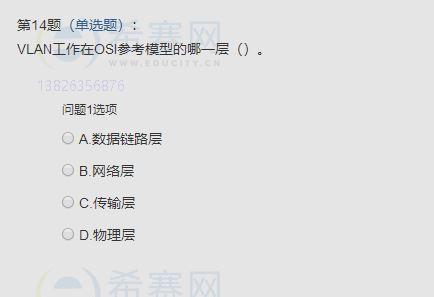 第14题（单选题）：
VLAN工作在OSI参考模型的哪一层（）。
希赛网
WWW.EDUCITY.CN
13826356876
问题1选项
A.数据链路层
B.网络层
C.传输层
D.物理层
希赛网